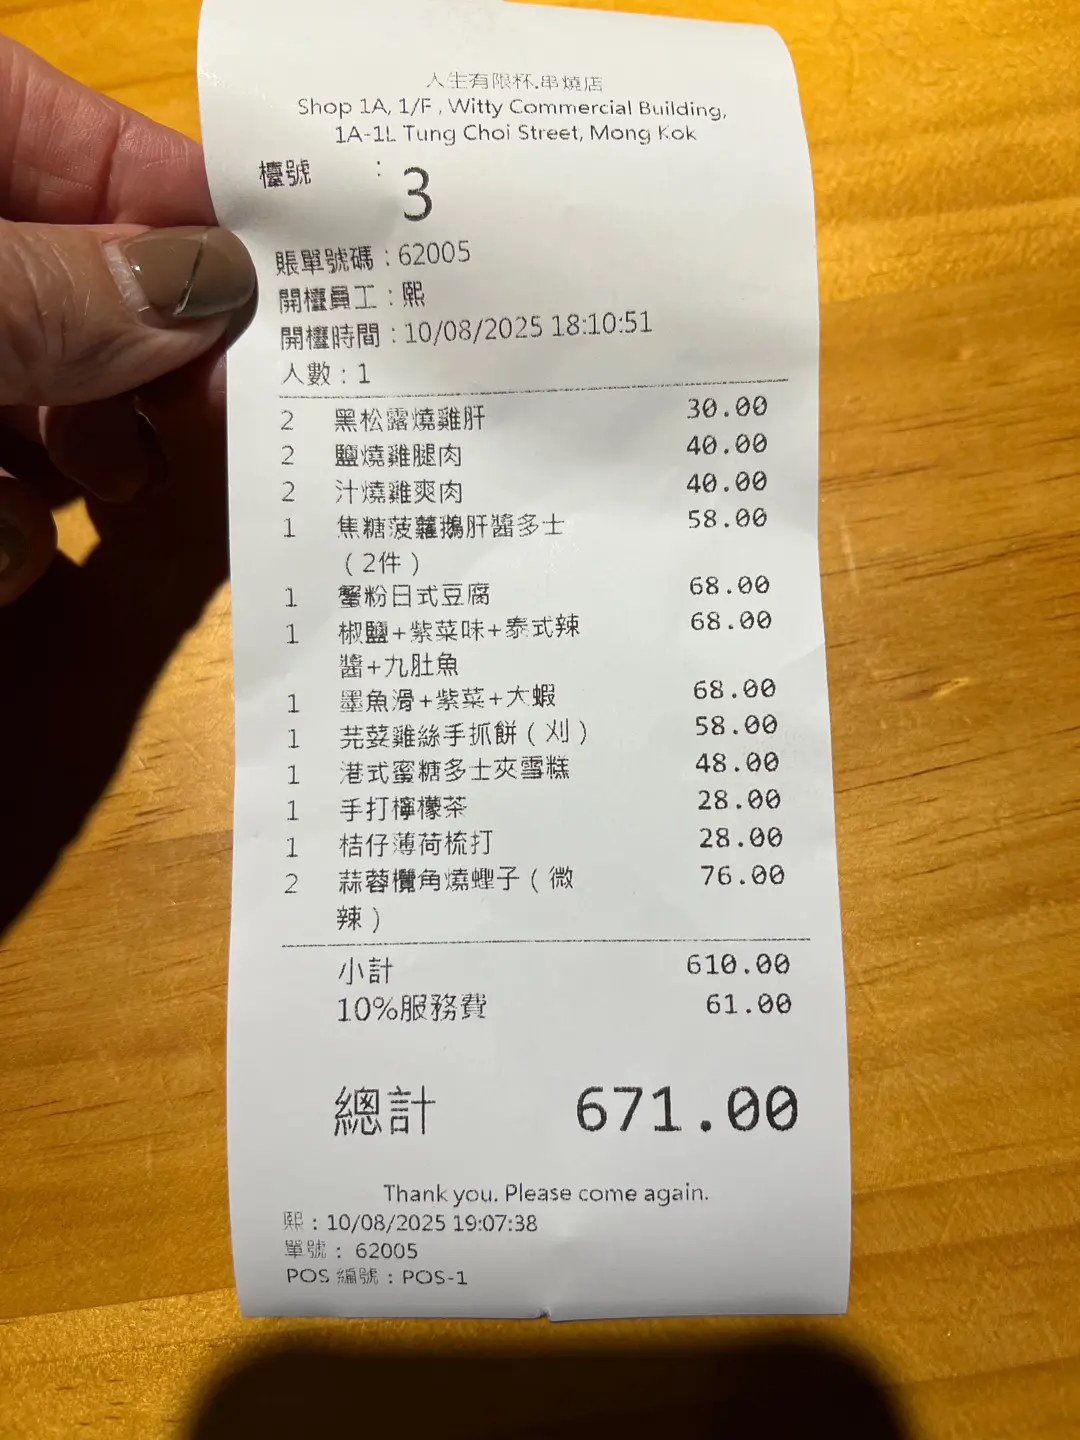 人生有限杯.串燒店
Shop 1A, 1/F , Witty Commercial Building,
1A-1L Tung Choi Street, Mong Kok
檯號 : 3
賬單號碼 : 62005
開檯員工 : 熙
開檯時間 : 10/08/2025 18:10:51
人數 : 1
2 黑松露燒雞肝 30.00
2 鹽燒雞腿肉 40.00
2 汁燒雞爽肉 40.00
1 焦糖菠蘿鵝肝醬多士 58.00
(2件)
1 蟹粉日式豆腐 68.00
1 椒鹽+紫菜味+泰式辣 68.00
醬+九肚魚
1 墨魚滑+紫菜+大蝦 68.00
1 芫荽雞絲手抓餅(刈) 58.00
1 港式蜜糖多士夾雪糕 48.00
1 手打檸檬茶 28.00
1 桔仔薄荷梳打 28.00
2 蒜蓉欖角燒蟶子(微 76.00
辣)
小計 610.00
10%服務費 61.00
總計 671.00
Thank you. Please come again.
熙 : 10/08/2025 19:07:38
單號 : 62005
POS 編號 : POS-1